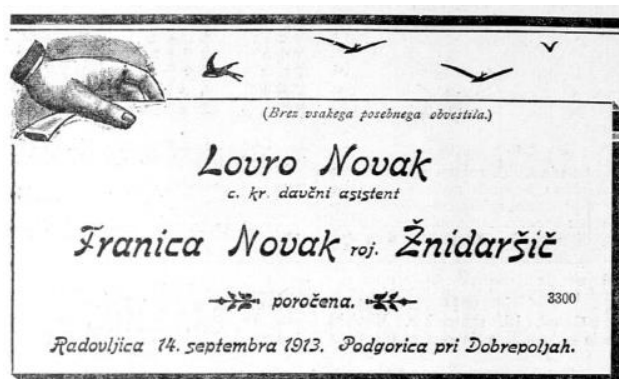 (Brez vsakega posebnega obvestila.)
Lovro Novak
c. kr. davčni asistent
Franica Novak roj. Žnidaršič
poročena.
3300
Radovljica 14. septembra 1913. Podgorica pri Dobrepoljah.